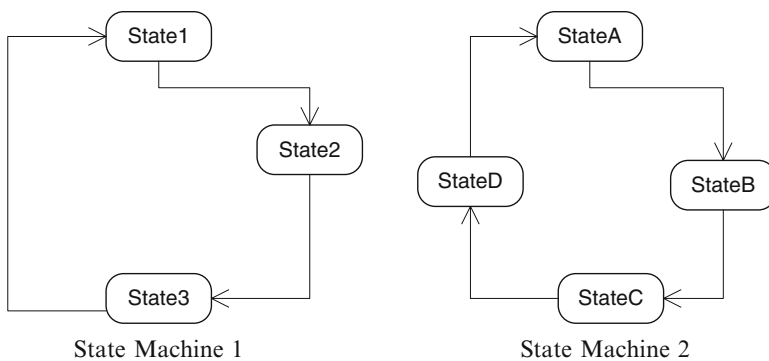 State1
State2
State3
State Machine 1
StateA
StateB
StateC
StateD
State Machine 2